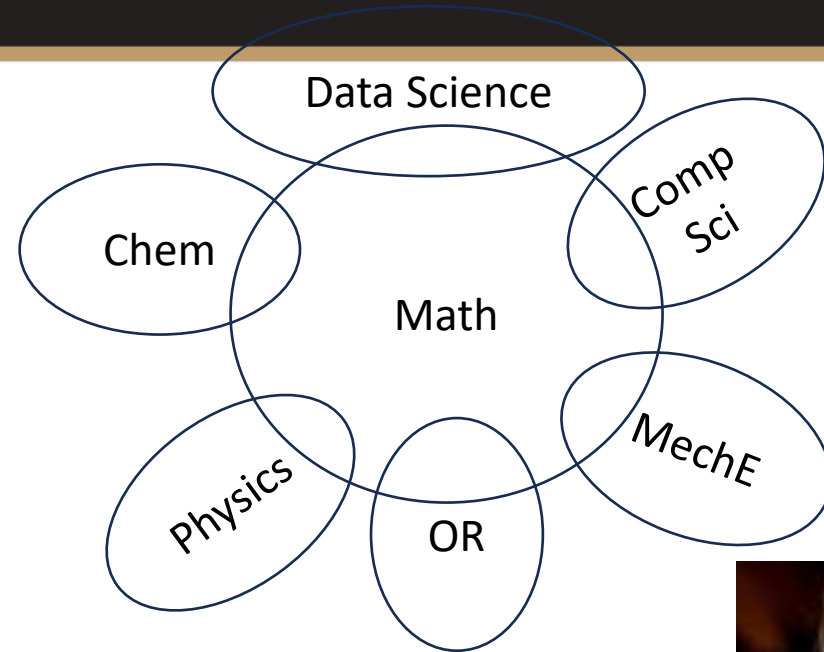 Data Science
Comp
Sci
Chem
Math
MechE
Physics
OR